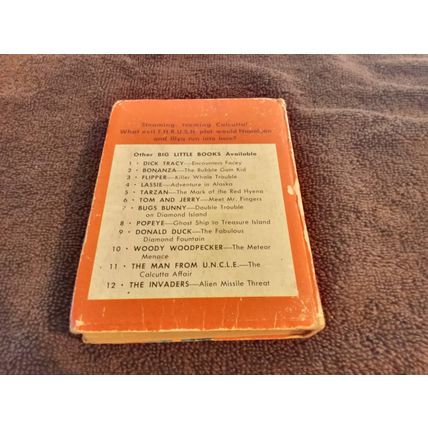 Steaming, teeming Calcutta!
What evil T.H.R.U.S.H. plot would Napoleon
and Illya run into here?
Other BIG LITTLE BOOKS Available
1 • DICK TRACY—Encounters Facey
2 • BONANZA—The Bubble Gum Kid
3 • FLIPPER—Killer Whale Trouble
4 • LASSIE—Adventure in Alaska
5 • TARZAN—The Mark of the Red Hyena
6 • TOM AND JERRY—Meet Mr. Fingers
7 • BUGS BUNNY—Double Trouble
on Diamond Island
8 • POPEYE—Ghost Ship to Treasure Island
9 • DONALD DUCK—The Fabulous
Diamond Fountain
10 • WOODY WOODPECKER—The Meteor
Menace
11 • THE MAN FROM U.N.C.L.E.—The
Calcutta Affair
12 • THE INVADERS—Alien Missile Threat